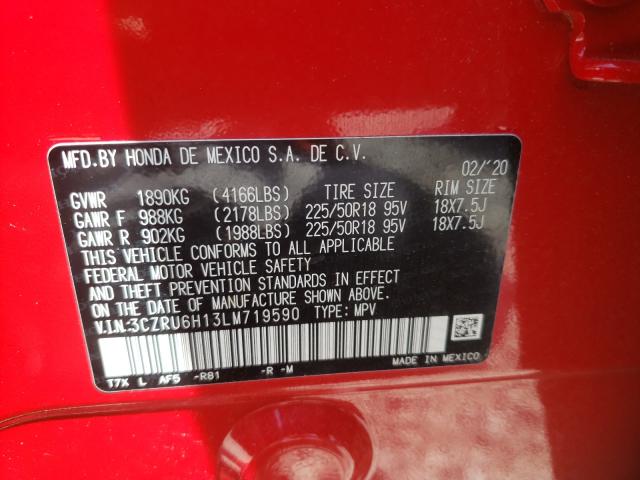 MFD.BY HONDA DE MEXICO S.A. DE C.V.
02/'20
GVWR 1890KG (4166LBS) TIRE SIZE RIM SIZE
GAWR F 988KG (2178LBS) 225/50R18 95V 18X7.5J
GAWR R 902KG (1988LBS) 225/50R18 95V 18X7.5J
THIS VEHICLE CONFORMS TO ALL APPLICABLE
FEDERAL MOTOR VEHICLE SAFETY
AND THEFT PREVENTION STANDARDS IN EFFECT
ON THE DATE OF MANUFACTURE SHOWN ABOVE.
V.I.N:3CZRU6H13LM719590 TYPE: MPV
MADE IN MEXICO
T7X L AF5 -R81 -R -M